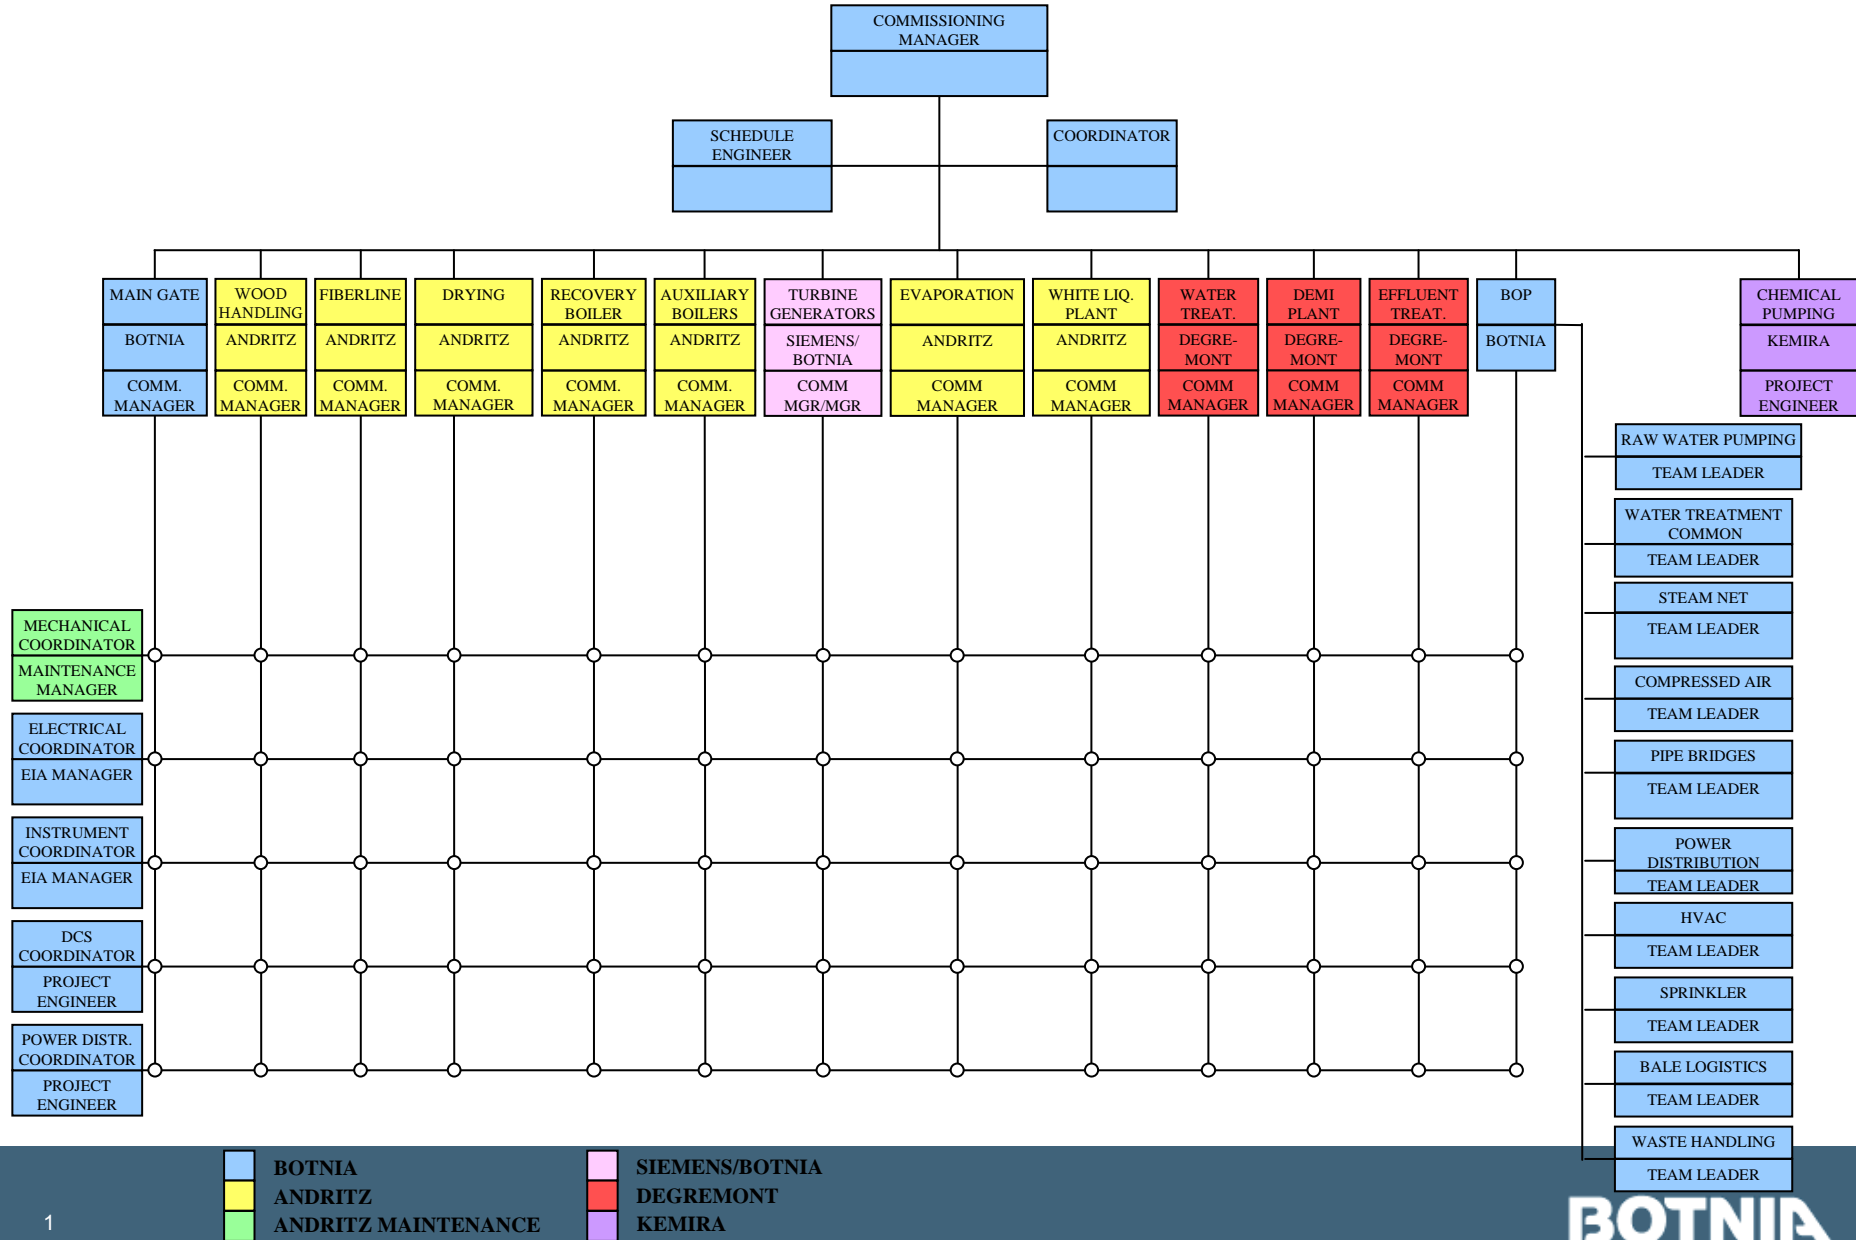 COMMISSIONING
MANAGER
SCHEDULE
ENGINEER
COORDINATOR
MAIN GATE
BOTNIA
COMM.
MANAGER
WOOD
HANDLING
ANDRITZ
COMM.
MANAGER
FIBERLINE
ANDRITZ
COMM.
MANAGER
DRYING
ANDRITZ
COMM.
MANAGER
RECOVERY
BOILER
ANDRITZ
COMM.
MANAGER
AUXILIARY
BOILERS
ANDRITZ
COMM.
MANAGER
TURBINE
GENERATORS
SIEMENS/
BOTNIA
COMM
MGR/MGR
EVAPORATION
ANDRITZ
COMM
MANAGER
WHITE LIQ.
PLANT
ANDRITZ
COMM
MANAGER
WATER
TREAT.
DEGRE-
MONT
COMM
MANAGER
DEMI
PLANT
DEGRE-
MONT
COMM
MANAGER
EFFLUENT
TREAT.
DEGRE-
MONT
COMM
MANAGER
BOP
BOTNIA
CHEMICAL
PUMPING
KEMIRA
PROJECT
ENGINEER
RAW WATER PUMPING
TEAM LEADER
WATER TREATMENT
COMMON
TEAM LEADER
STEAM NET
TEAM LEADER
COMPRESSED AIR
TEAM LEADER
PIPE BRIDGES
TEAM LEADER
POWER
DISTRIBUTION
TEAM LEADER
HVAC
TEAM LEADER
SPRINKLER
TEAM LEADER
BALE LOGISTICS
TEAM LEADER
WASTE HANDLING
TEAM LEADER
MECHANICAL
COORDINATOR
MAINTENANCE
MANAGER
ELECTRICAL
COORDINATOR
EIA MANAGER
INSTRUMENT
COORDINATOR
EIA MANAGER
DCS
COORDINATOR
PROJECT
ENGINEER
POWER DISTR.
COORDINATOR
PROJECT
ENGINEER
1
BOTNIA
ANDRITZ
ANDRITZ MAINTENANCE
SIEMENS/BOTNIA
DEGREMONT
KEMIRA
BOTNIA